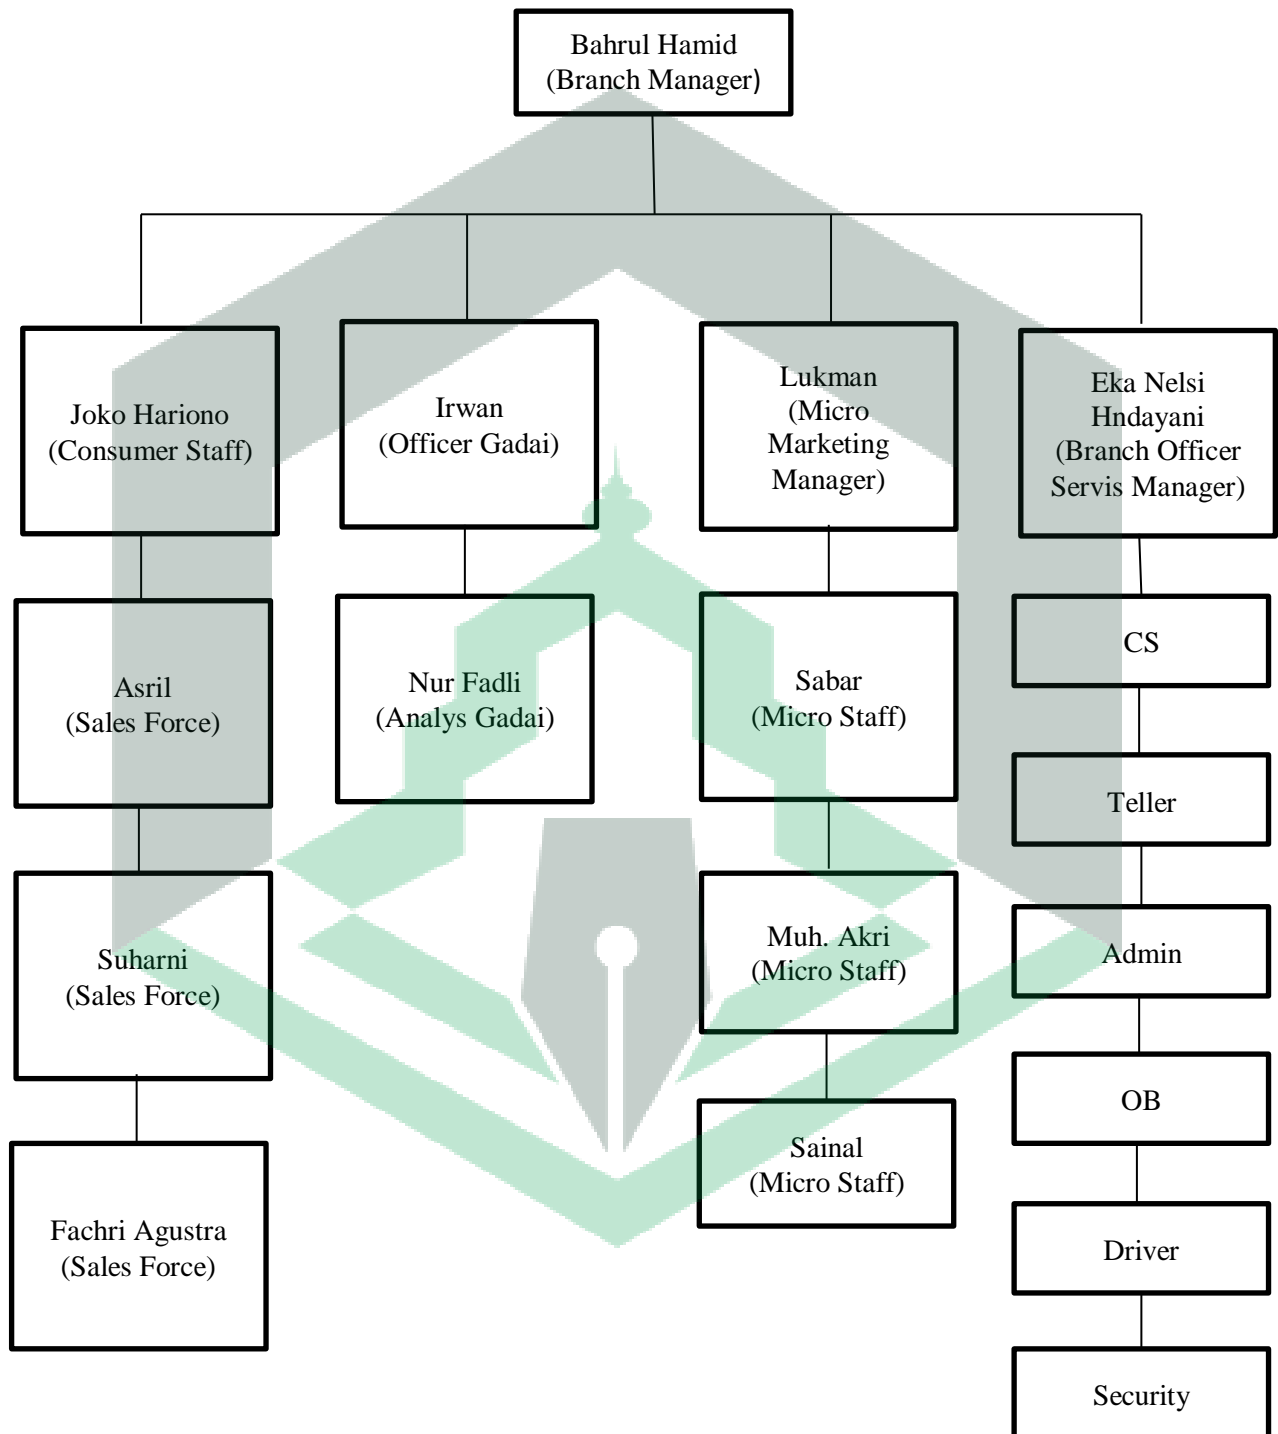 Bahrul Hamid
(Branch Manager)
Joko Hariono
(Consumer Staff)
Irwan
(Officer Gadai)
Lukman
(Micro
Marketing
Manager)
Eka Nelsi
Hndayani
(Branch Officer
Servis Manager)
Asril
(Sales Force)
Nur Fadli
(Analys Gadai)
Sabar
(Micro Staff)
CS
Teller
Suharni
(Sales Force)
Muh. Akri
(Micro Staff)
Admin
OB
Fachri Agustra
(Sales Force)
Sainal
(Micro Staff)
Driver
Security